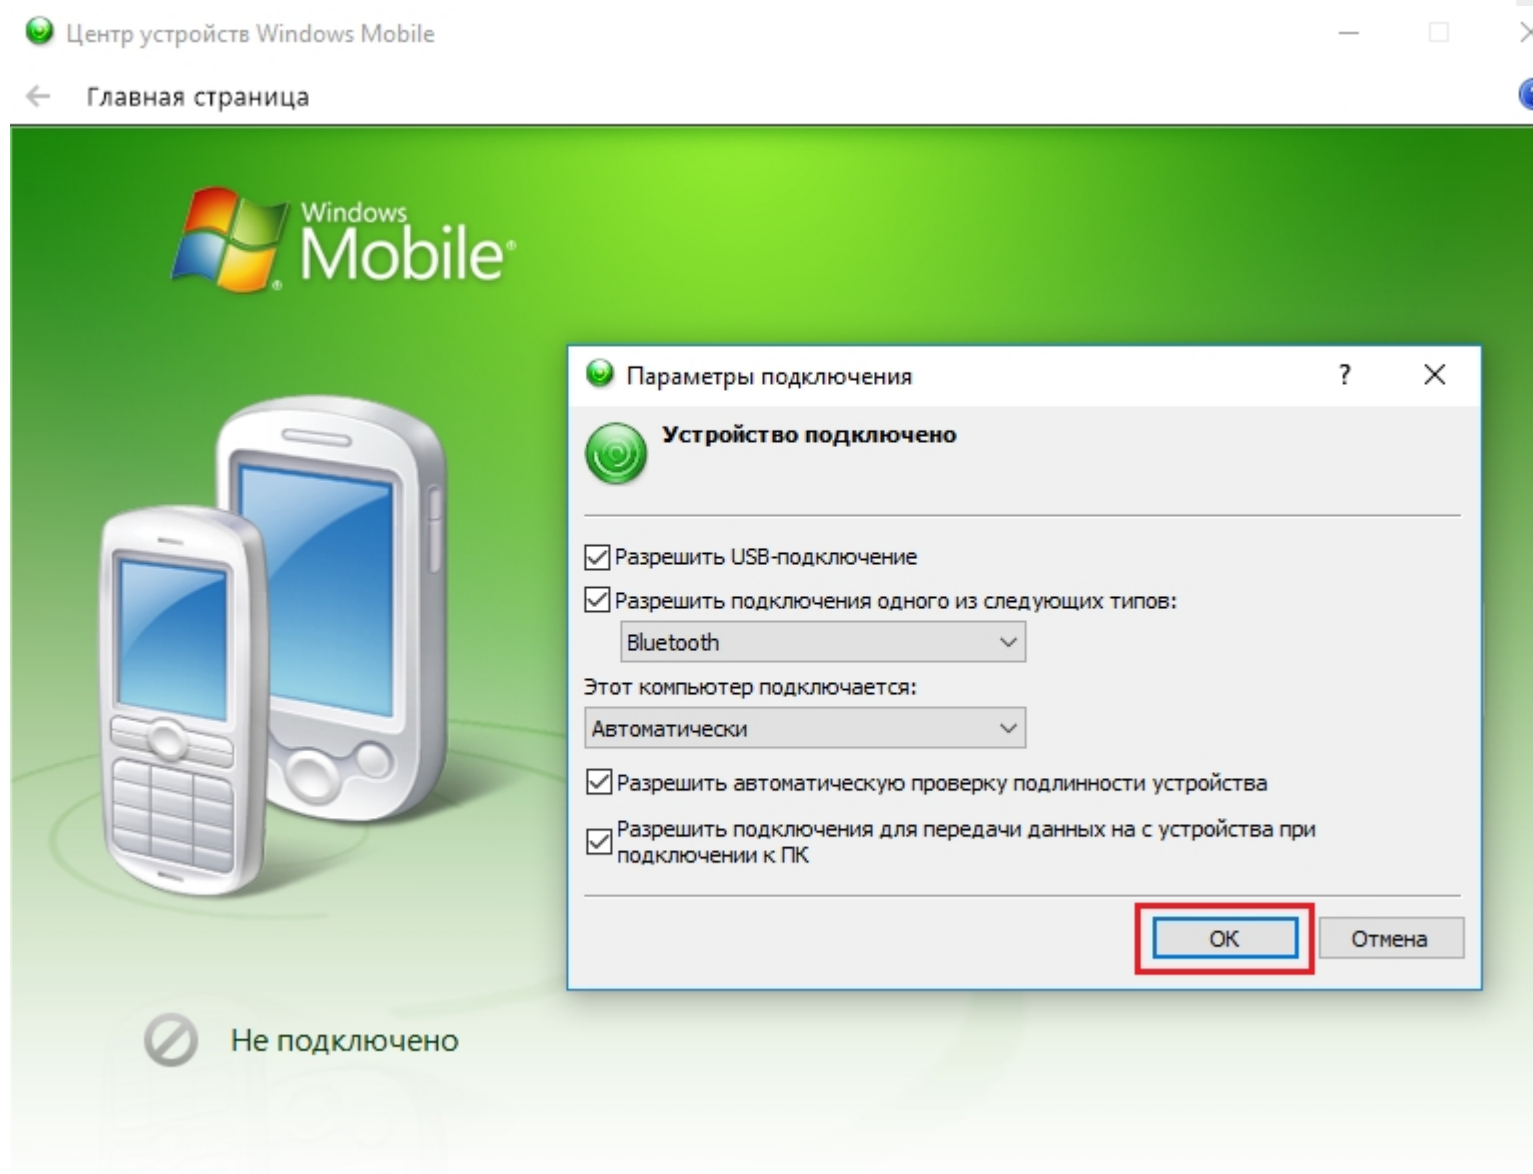 Центр устройств Windows Mobile
Главная страница
Windows
Mobile®
Параметры подключения
?
Устройство подключено
Разрешить USB-подключение
Разрешить подключения одного из следующих типов:
Bluetooth
Этот компьютер подключается:
Автоматически
Разрешить автоматическую проверку подлинности устройства
Разрешить подключения для передачи данных на с устройства при
подключении к ПК
OK
Отмена
Не подключено